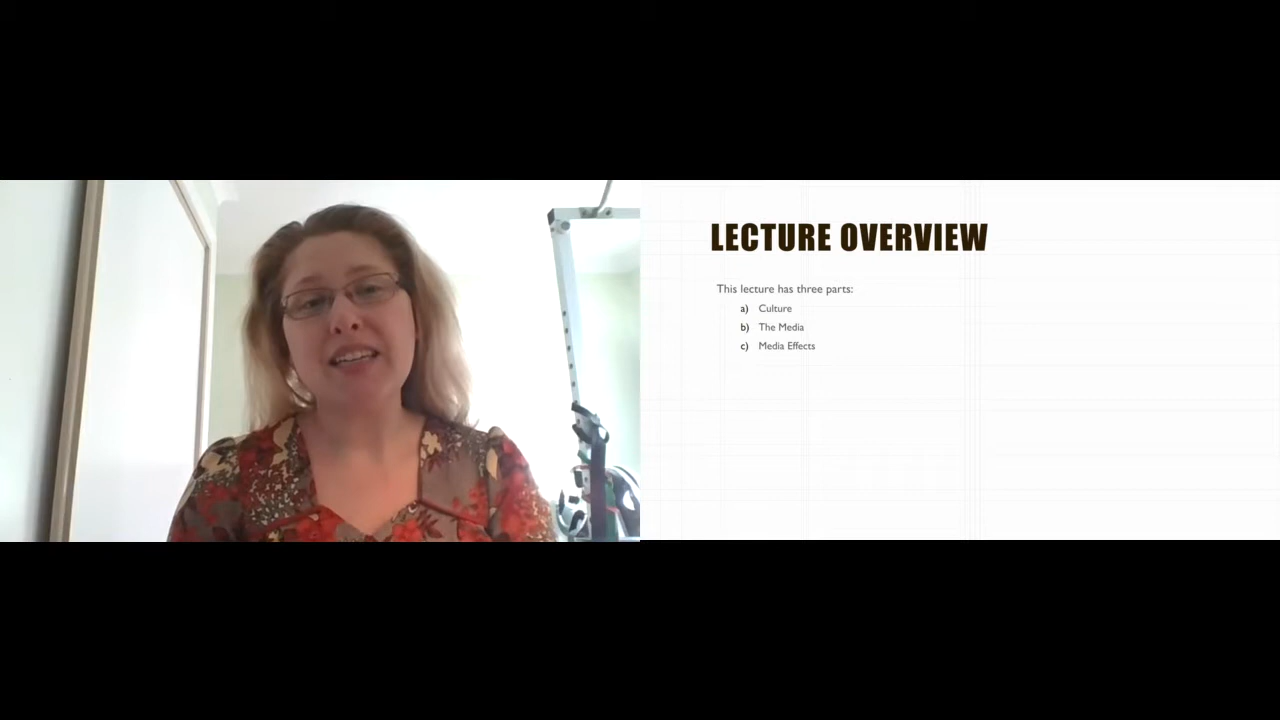 LECTURE OVERVIEW
This lecture has three parts:
a) Culture
b) The Media
c) Media Effects